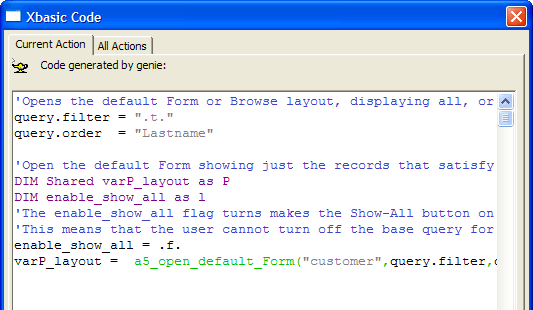 Xbasic Code
Current Action
All Actions
Code generated by genie:
'Opens the default Form or Browse layout, displaying all, or
query.filter = ".t."
query.order  = "Lastname"
'Open the default Form showing just the records that satisfy
DIM Shared varP_layout as P
DIM enable_show_all as l
'The enable_show_all flag turns makes the Show-All button on
'This means that the user cannot turn off the base query for
enable_show_all = .f.
varP_layout =  a5_open_default_Form("customer",query.filter,